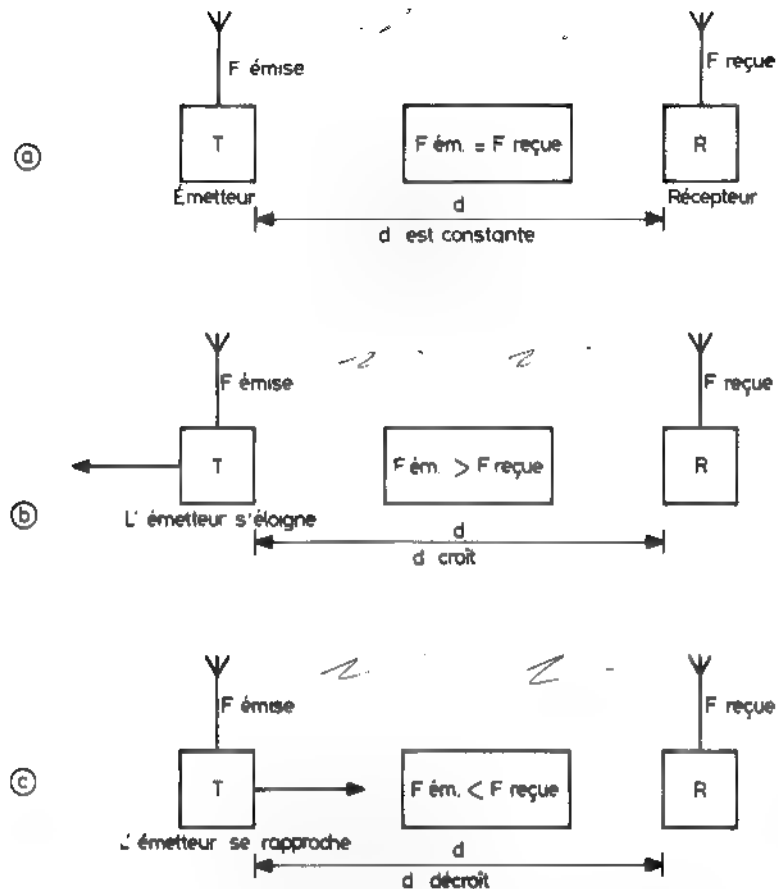 F émise
F reçue
ⓐ
T
F ém. = F reçue
R
Émetteur
Récepteur
d
d est constante
F émise
F reçue
T
F ém. > F reçue
R
ⓑ
L'émetteur s'éloigne
d
d croît
F émise
F reçue
ⓒ
T
F ém. < F reçue
R
L'émetteur se rapproche
d
d décroît